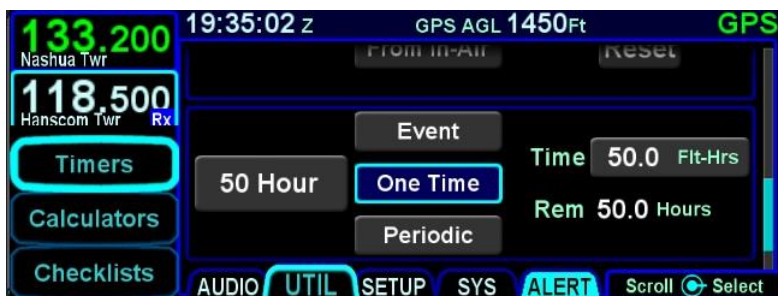 133.200 19:35:02 Z GPS AGL 1450Ft GPS
Nashua Twr
From In-Air Reset
118.500
Hanscom Twr Rx
Event
Timers
Time 50.0 Flt-Hrs
50 Hour One Time
Calculators
Rem 50.0 Hours
Periodic
Checklists
AUDIO UTIL SETUP SYS ALERT Scroll Select